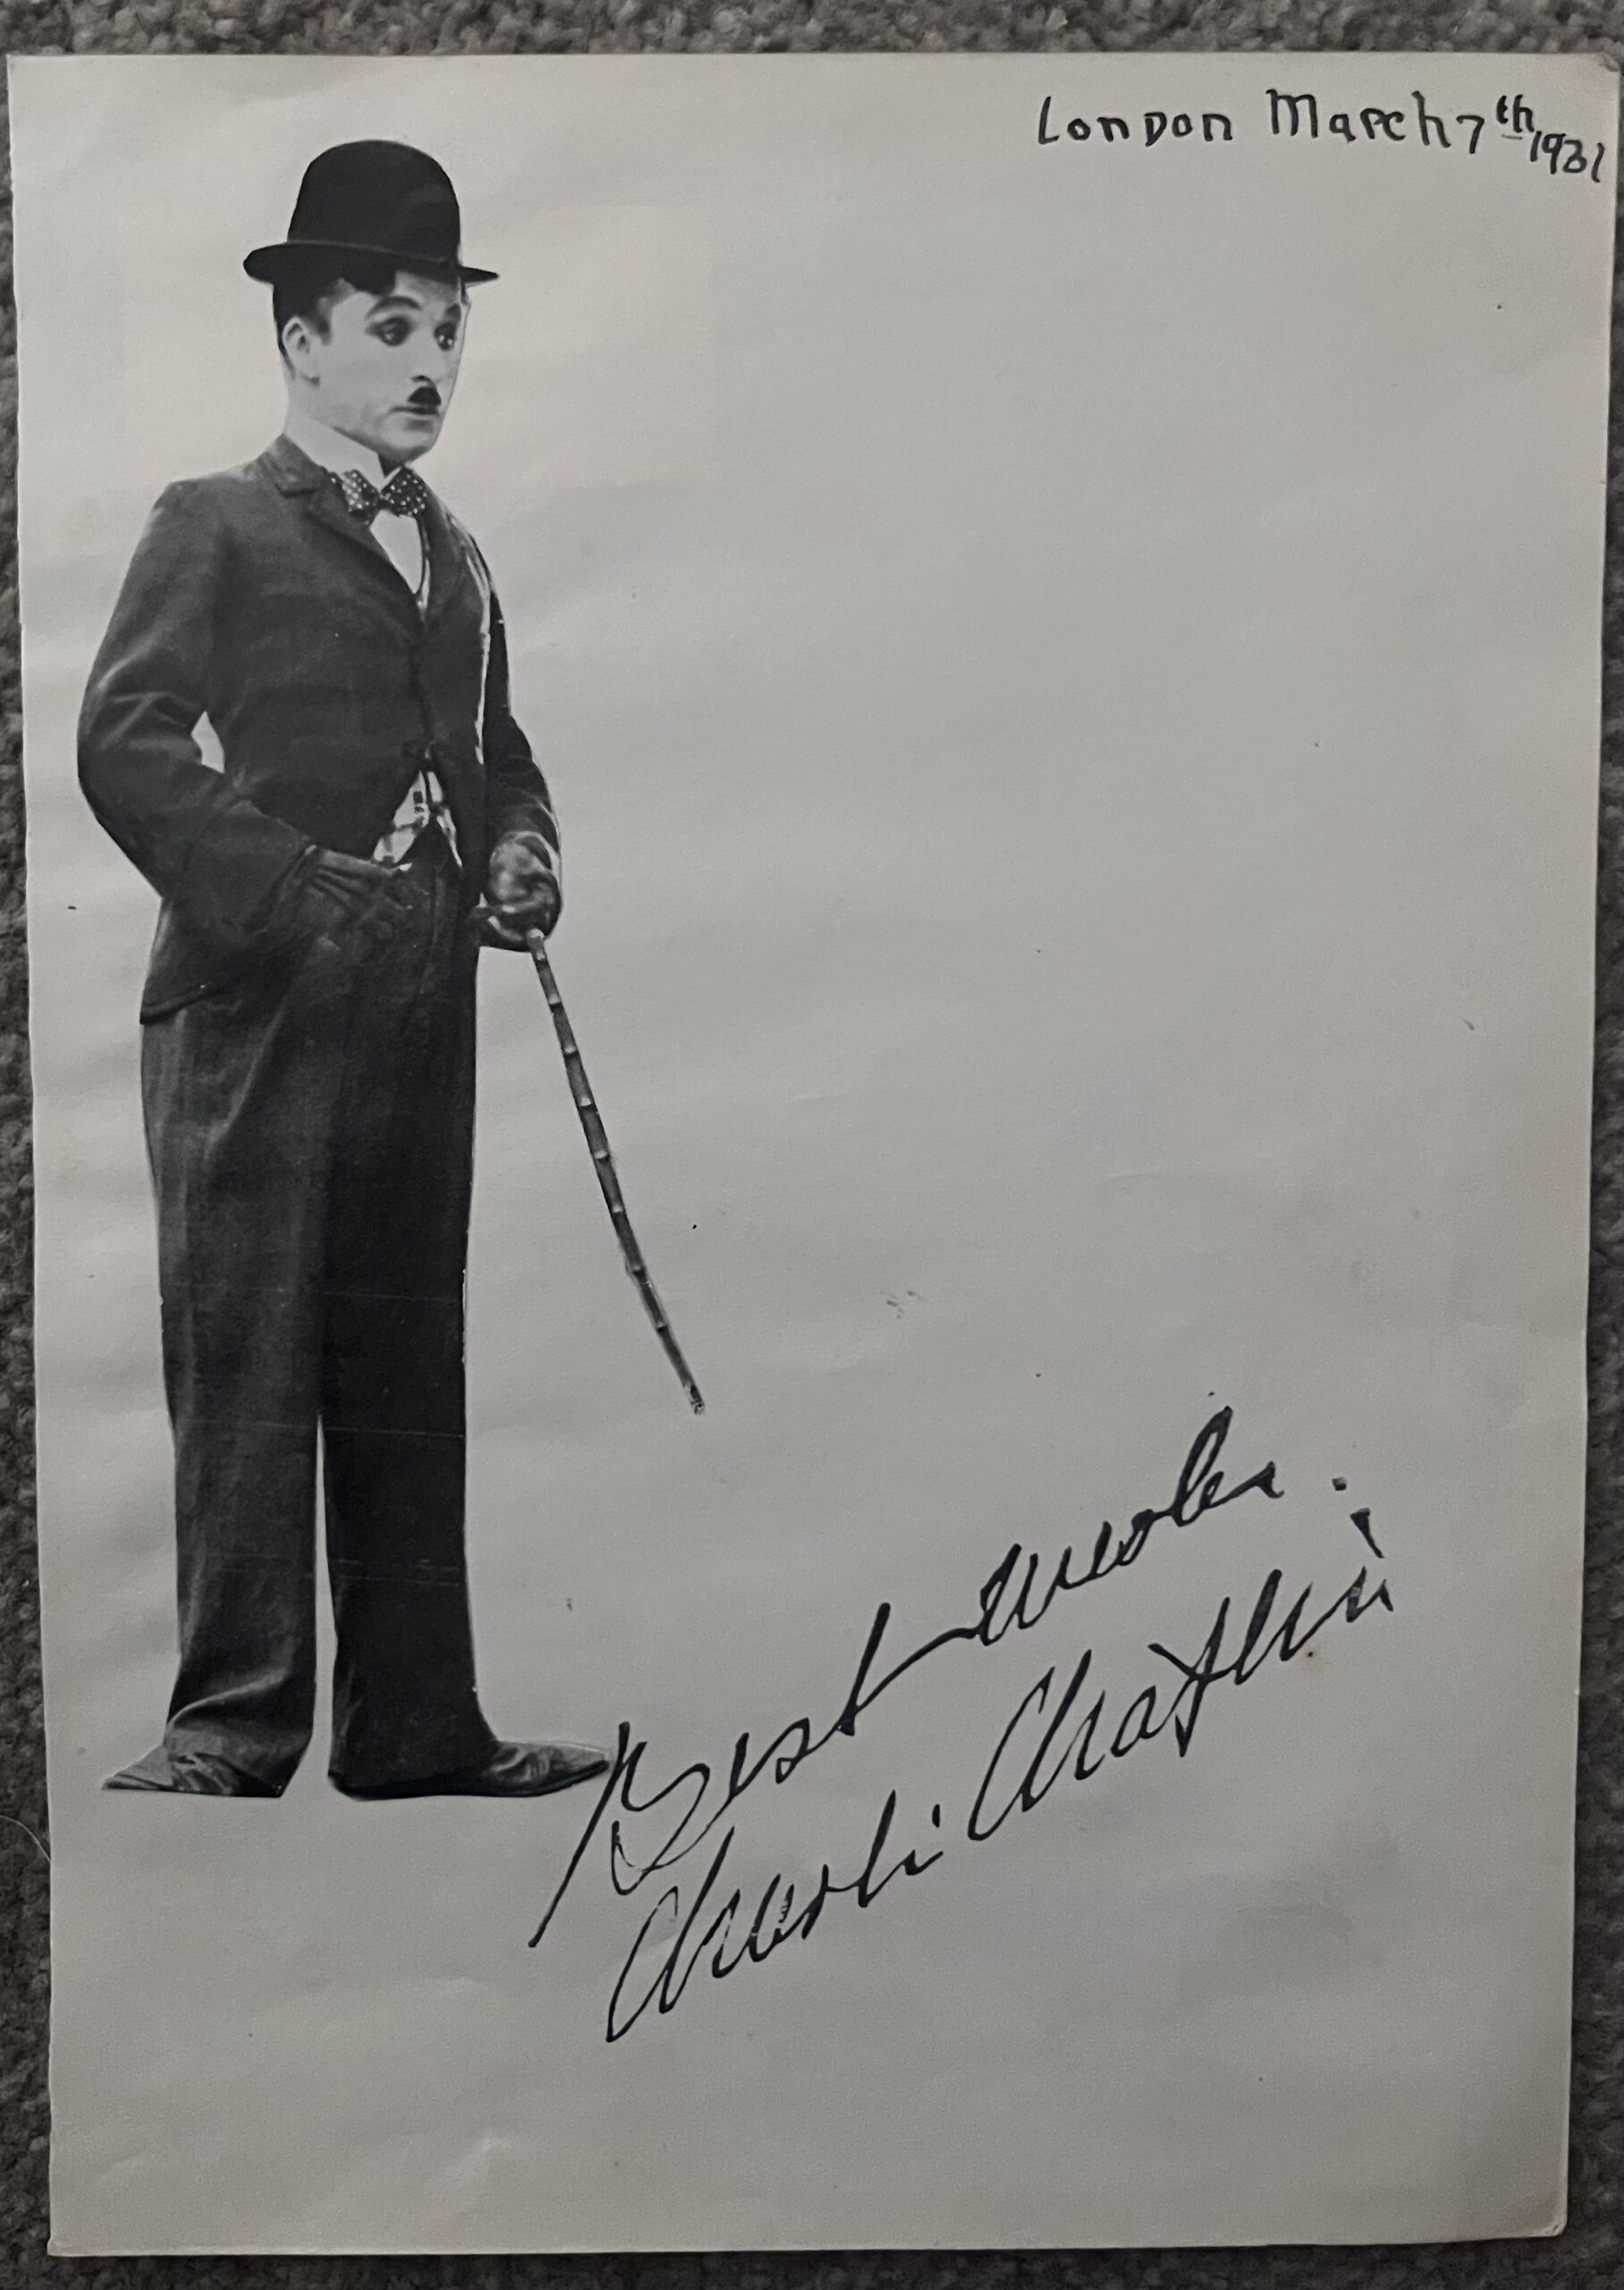 London March 7th 1931
Best wishes.
Charlie Chaplin